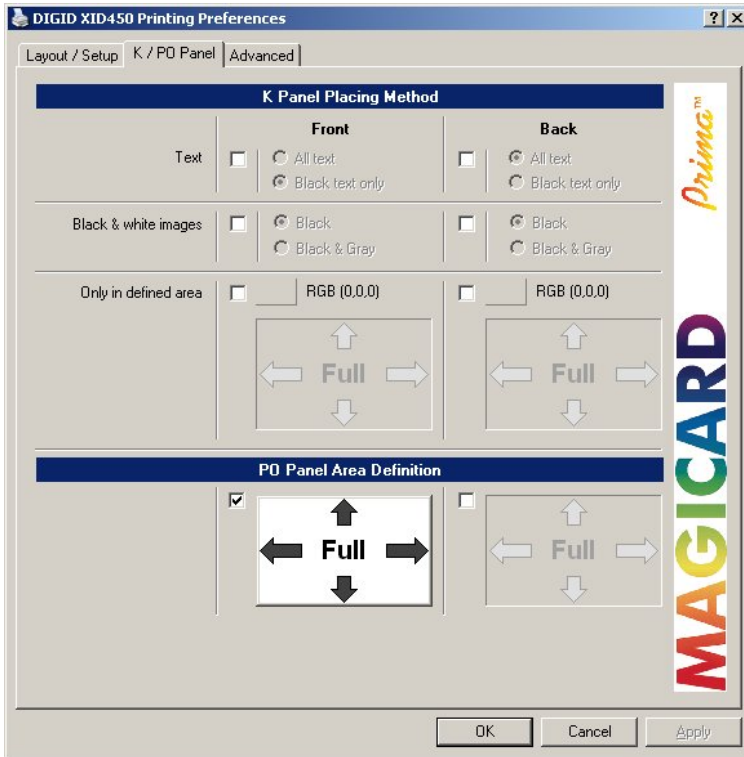 DIGID XID450 Printing Preferences
Layout / Setup K / PO Panel Advanced
K Panel Placing Method
Front Back
Text All text All text
Black text only Black text only
Black & white images Black Black
Black & Gray Black & Gray
Only in defined area RGB (0,0,0) RGB (0,0,0)
Full Full
PO Panel Area Definition
Full Full
Prima™
MAGICARD
OK Cancel Apply